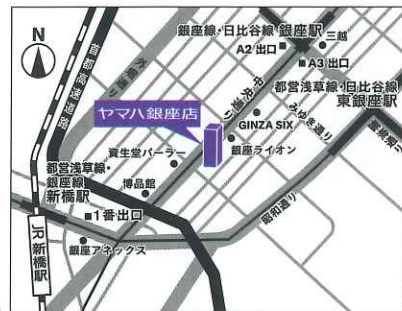 銀座線・日比谷線 銀座駅
A2 出口
三越
A3 出口
都営浅草線・日比谷線
東銀座駅
N
首都高速道路
外堀通り
中央通り
みゆき通り
ヤマハ銀座店
GINZA SIX
銀座ライオン
資生堂パーラー
都営浅草線・
銀座線
新橋駅
博品館
1番出口
昭和通り
JR新橋駅
銀座アネックス